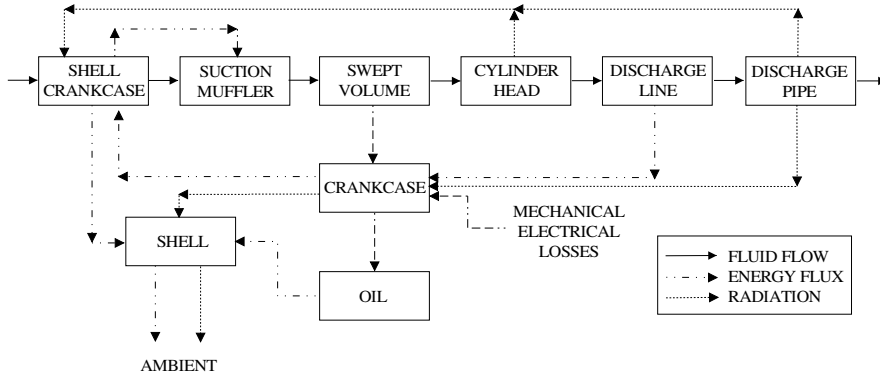 SHELL
CRANKCASE
SUCTION
MUFFLER
SWEPT
VOLUME
CYLINDER
HEAD
DISCHARGE
LINE
DISCHARGE
PIPE
CRANKCASE
MECHANICAL
ELECTRICAL
LOSSES
SHELL
OIL
AMBIENT
FLUID FLOW
ENERGY FLUX
RADIATION